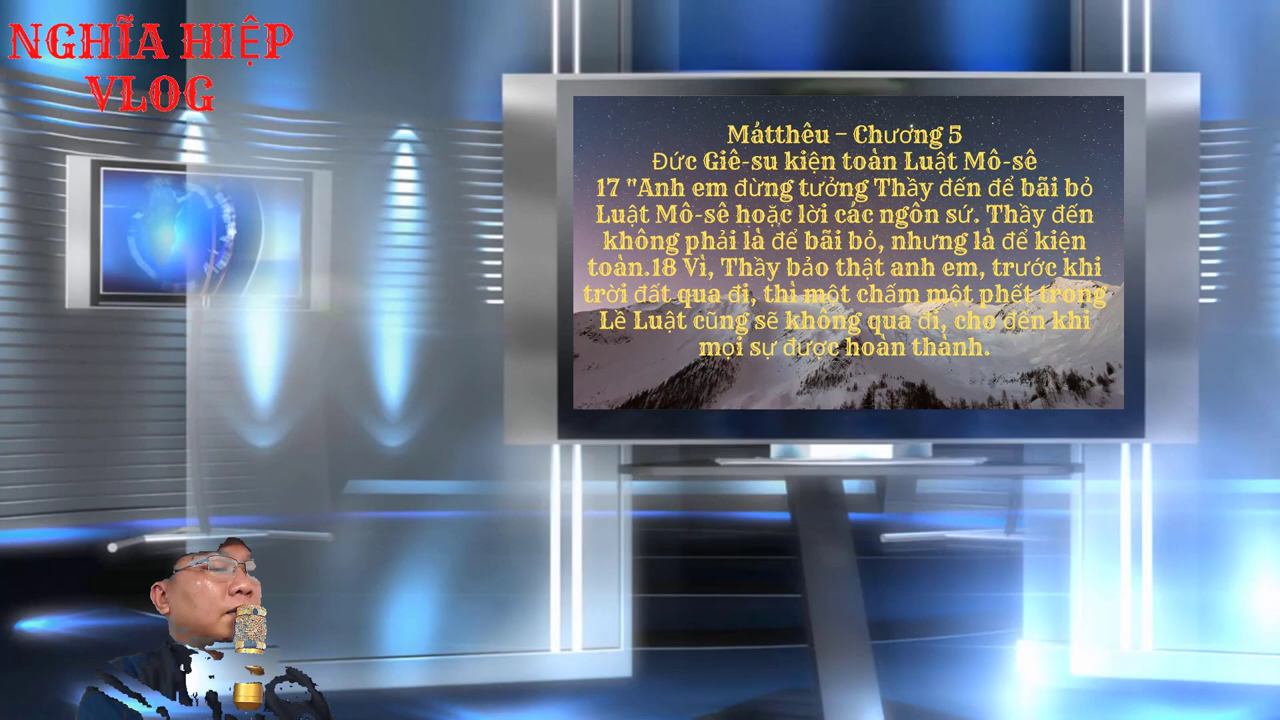 NGHĨA HIỆP
VLOG
Mátthêu – Chương 5
Đức Giê-su kiện toàn Luật Mô-sê
17 "Anh em đừng tưởng Thầy đến để bãi bỏ
Luật Mô-sê hoặc lời các ngôn sứ. Thầy đến
không phải là để bãi bỏ, nhưng là để kiện
toàn.18 Vì, Thầy bảo thật anh em, trước khi
trời đất qua đi, thì một chấm một phết trong
Lề Luật cũng sẽ không qua đi, cho đến khi
mọi sự được hoàn thành.